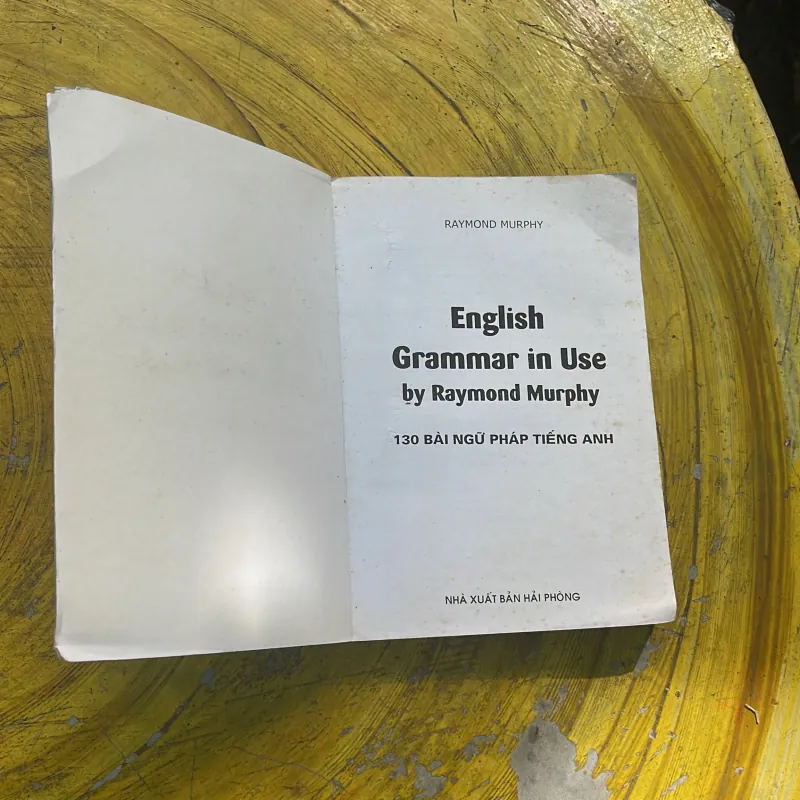 RAYMOND MURPHY
English
Grammar in Use
by Raymond Murphy
130 BÀI NGỮ PHÁP TIẾNG ANH
NHÀ XUẤT BẢN HẢI PHÒNG